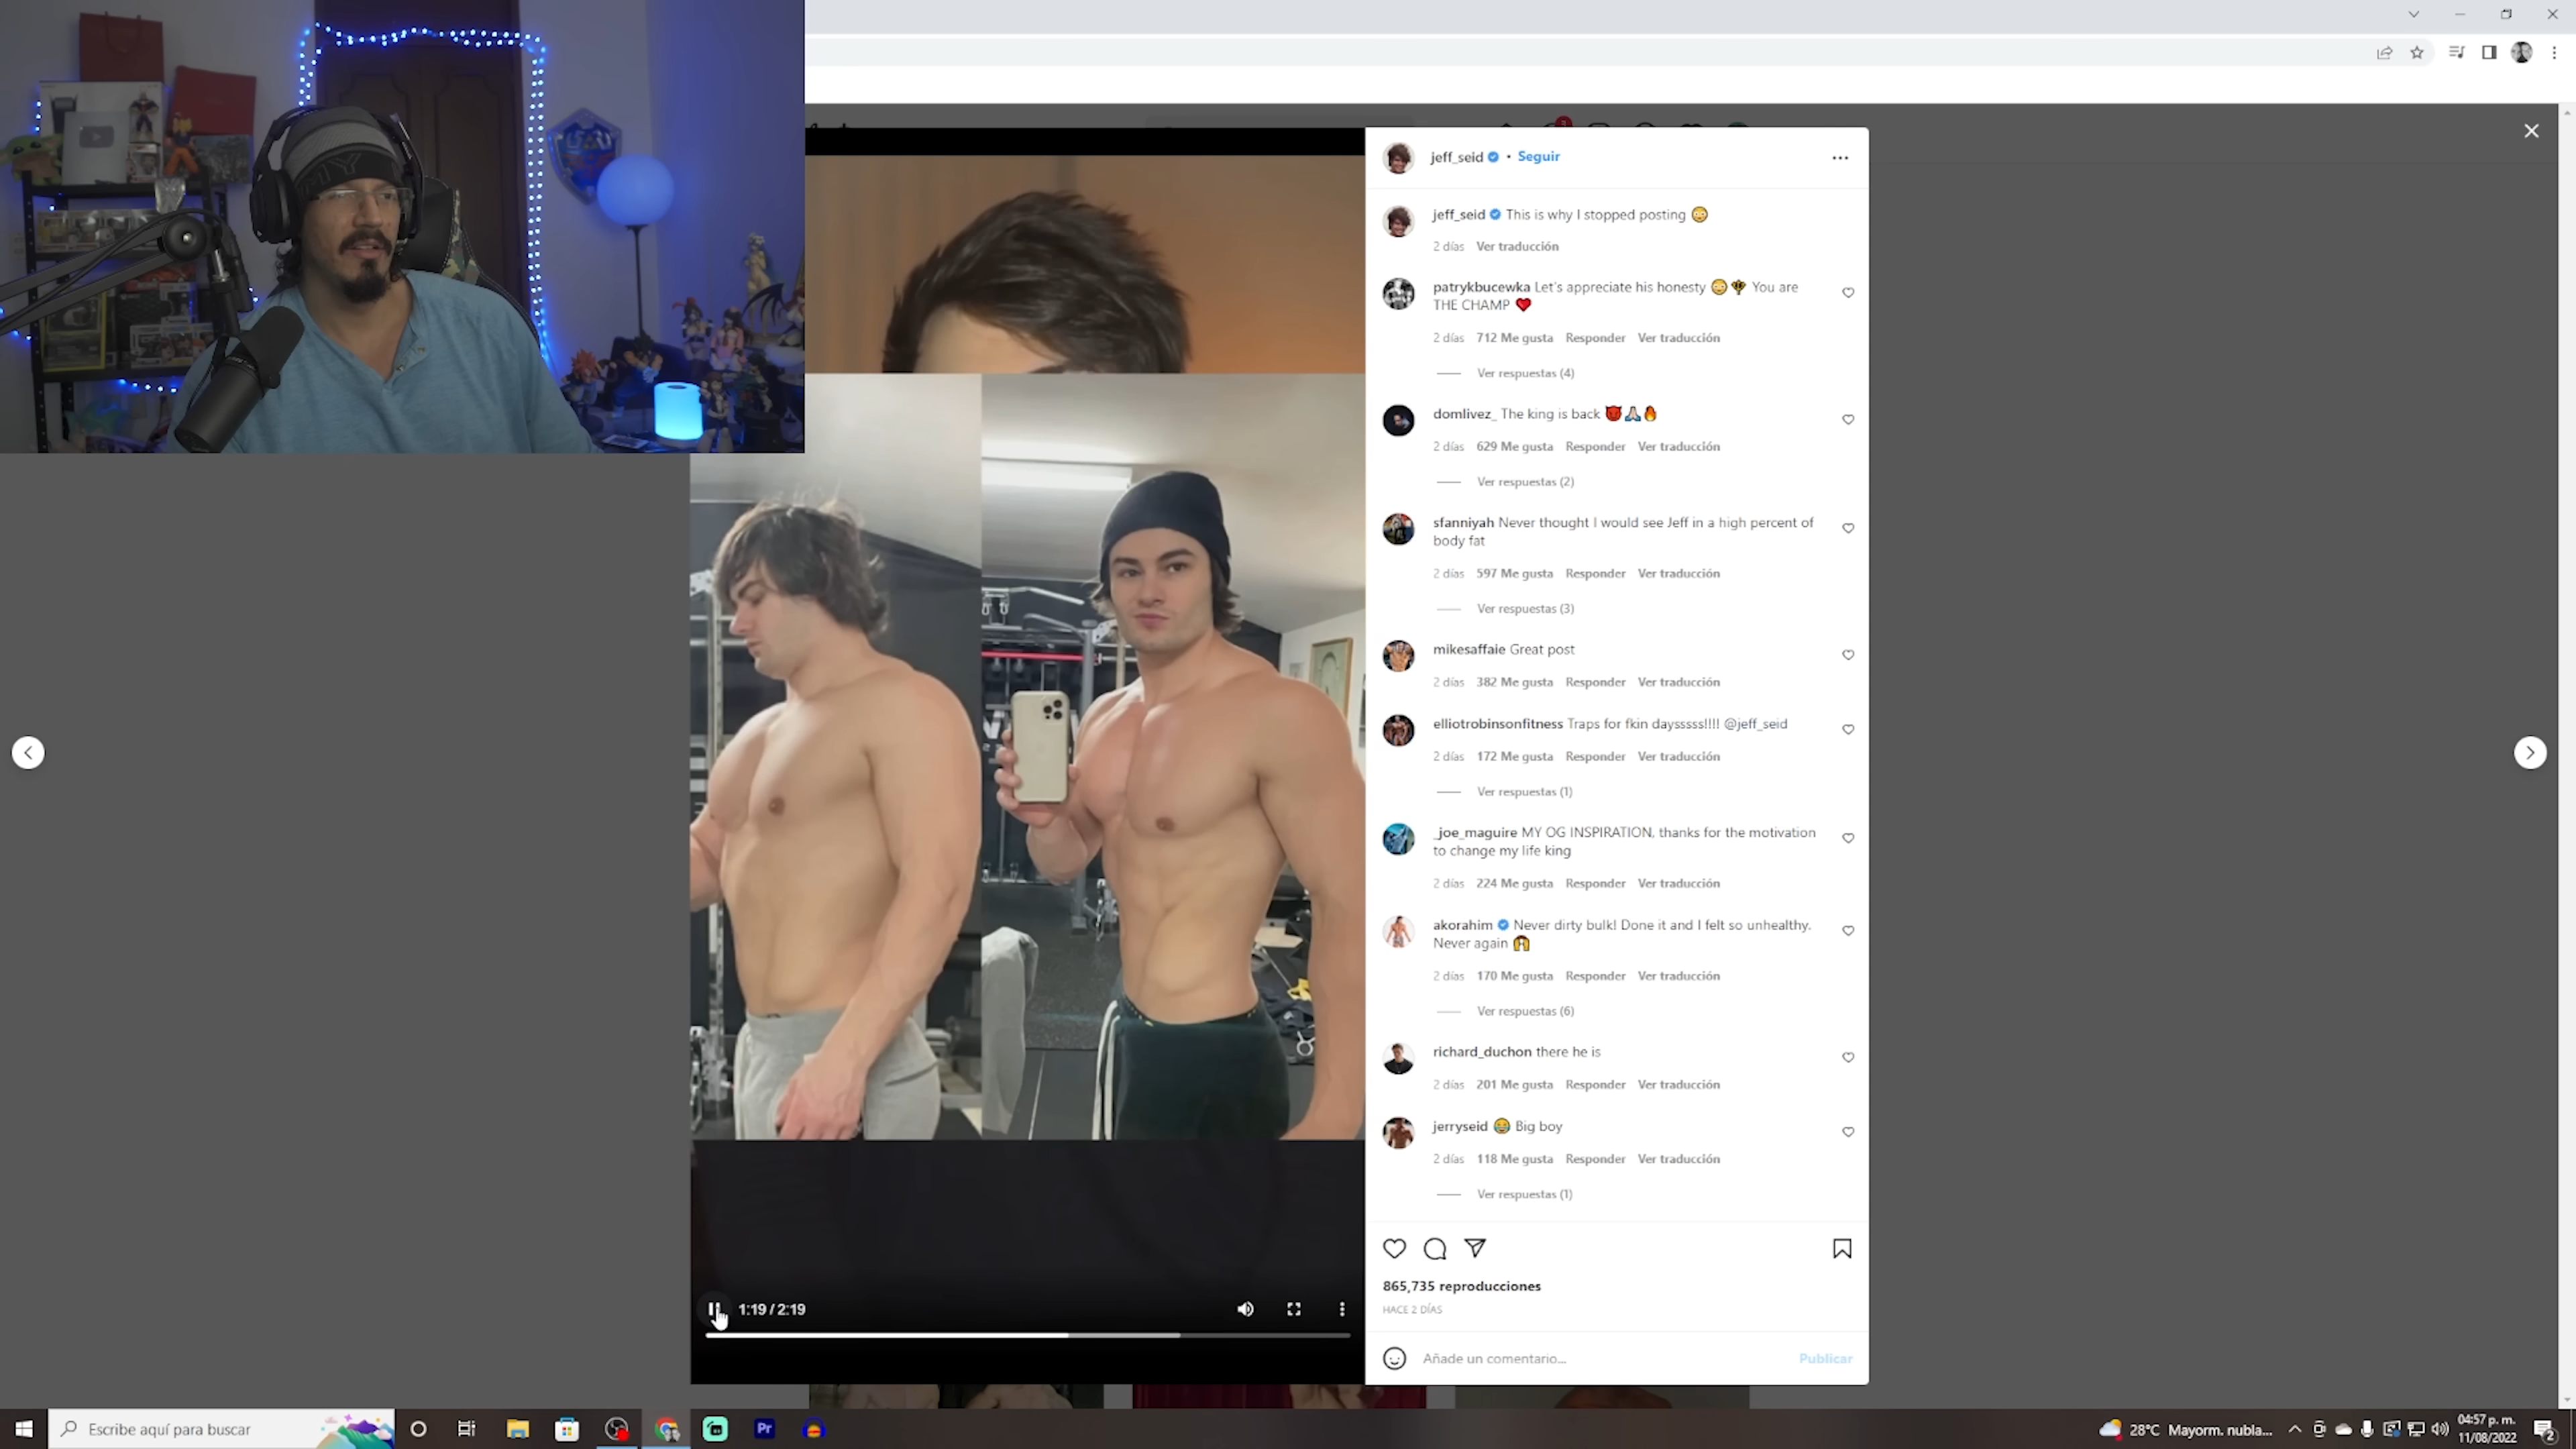 jeff_seid • Seguir
jeff_seid This is why I stopped posting 😳
2 días Ver traducción
patrykbucewka Let's appreciate his honesty 😳🏆 You are
THE CHAMP ❤️
2 días 712 Me gusta Responder Ver traducción
Ver respuestas (4)
domlivez_ The king is back 👿🙏🏻🔥
2 días 629 Me gusta Responder Ver traducción
Ver respuestas (2)
sfanniyah Never thought I would see Jeff in a high percent of
body fat
2 días 597 Me gusta Responder Ver traducción
Ver respuestas (3)
mikesaffaie Great post
2 días 382 Me gusta Responder Ver traducción
elliotrobinsonfitness Traps for fkin daysssss!!!! @jeff_seid
2 días 172 Me gusta Responder Ver traducción
Ver respuestas (1)
_joe_maguire MY OG INSPIRATION, thanks for the motivation
to change my life king
2 días 224 Me gusta Responder Ver traducción
akorahim Never dirty bulk! Done it and I felt so unhealthy.
Never again 🙌
2 días 170 Me gusta Responder Ver traducción
Ver respuestas (6)
richard_duchon there he is
2 días 201 Me gusta Responder Ver traducción
jerryseid 😂 Big boy
2 días 118 Me gusta Responder Ver traducción
Ver respuestas (1)
865,735 reproducciones
HACE 2 DÍAS
1:19 / 2:19
Añade un comentario... Publicar
Escribe aquí para buscar
Pr
28°C Mayorm. nubla...
04:57 p. m.
11/08/2022
2